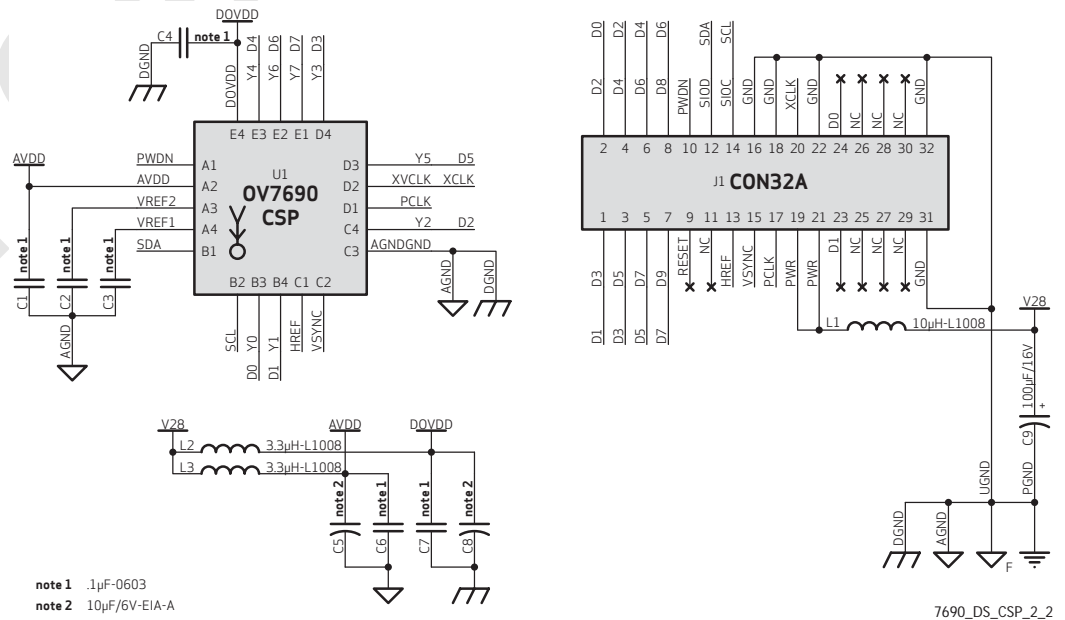 DOVDD
C4 note 1
DGND
DOVDD
Y4 D4
Y6 D6
Y7 D7
Y3 D3
E4 E3 E2 E1 D4
AVDD
PWDN A1
AVDD A2
VREF2 A3
VREF1 A4
SDA B1
U1
OV7690
CSP
D3 Y5 D5
D2 XVCLK XCLK
D1 PCLK
C4 Y2 D2
C3 AGNDGND
AGND
DGND
B2 B3 B4 C1 C2
SCL
D0 Y0
D1 Y1
HREF
VSYNC
note 1
note 1
note 1
C1
C2
C3
AGND
V28
AVDD
DOVDD
L2 3.3µH-L1008
L3 3.3µH-L1008
note 2
note 1
note 1
note 2
C5
C6
C7
C8
note 1 .1µF-0603
note 2 10µF/6V-EIA-A
D2 D0
D4 D2
D6 D4
D8 D6
PWDN
SIOD SDA
SIOC SCL
GND
GND
XCLK
GND
D0
NC
NC
NC
GND
2 4 6 8 10 12 14 16 18 20 22 24 26 28 30 32
J1 CON32A
1 3 5 7 9 11 13 15 17 19 21 23 25 27 29 31
D1 D3
D3 D5
D5 D7
D7 D9
RESET
NC
HREF
VSYNC
PCLK
PWR
PWR
D1
NC
NC
NC
GND
L1 10µH-L1008
V28
100µF/16V
+
C9
PGND
UGND
DGND
AGND
F
7690_DS_CSP_2_2